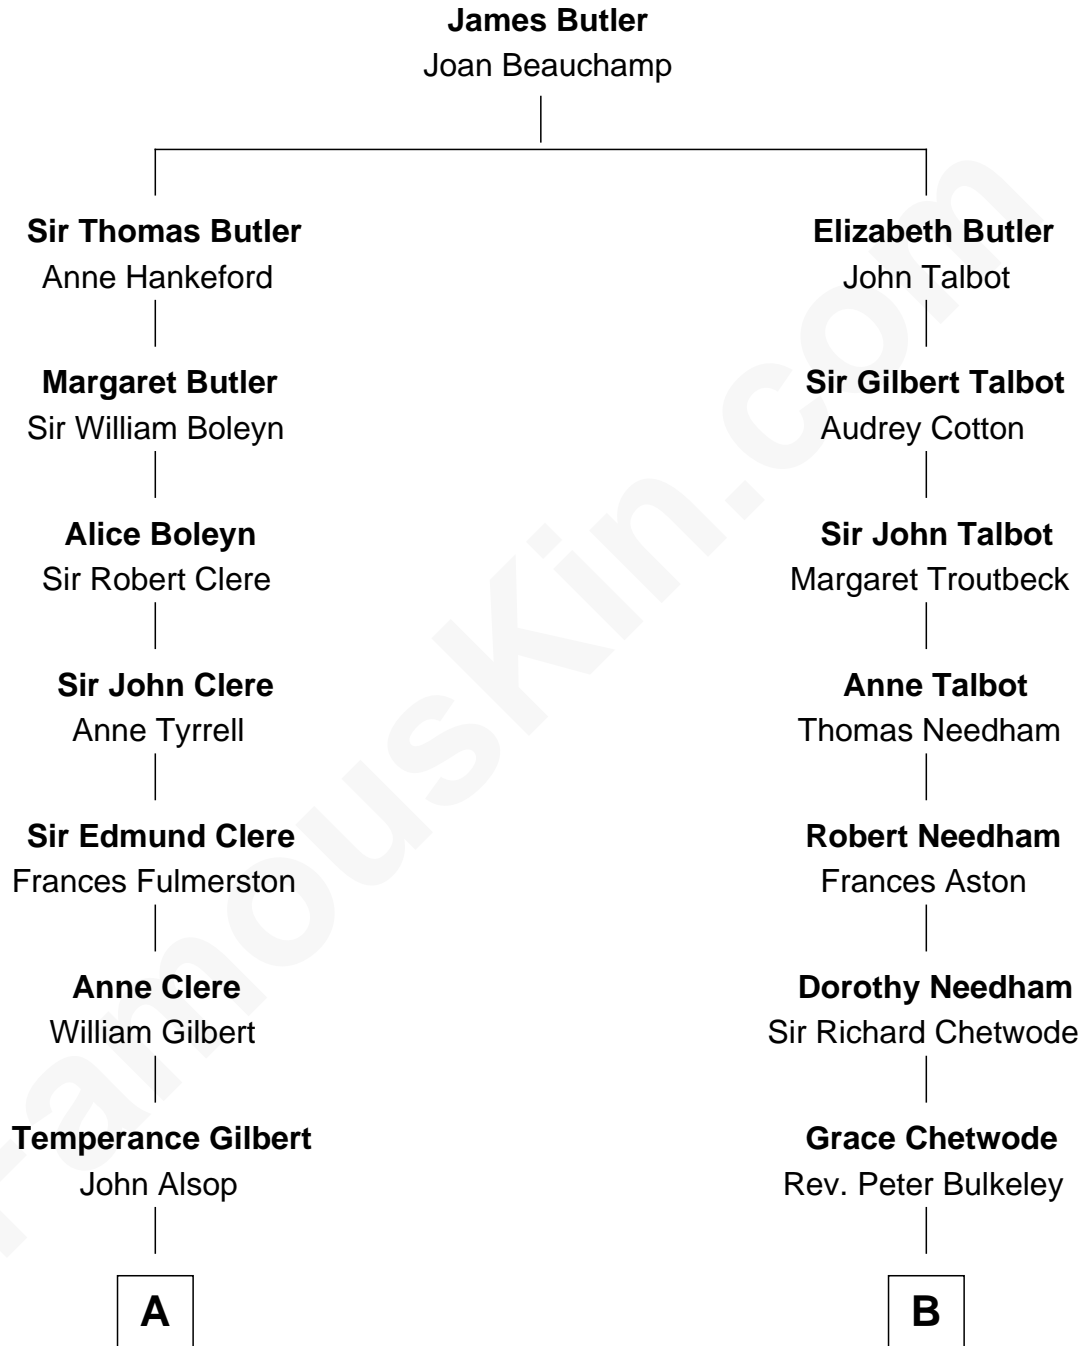 James Butler
Joan Beauchamp
Sir Thomas Butler
Anne Hankeford
Elizabeth Butler
John Talbot
Margaret Butler
Sir William Boleyn
Sir Gilbert Talbot
Audrey Cotton
Alice Boleyn
Sir Robert Clere
Sir John Talbot
Margaret Troutbeck
Sir John Clere
Anne Tyrrell
Anne Talbot
Thomas Needham
Sir Edmund Clere
Frances Fulmerston
Robert Needham
Frances Aston
Anne Clere
William Gilbert
Dorothy Needham
Sir Richard Chetwode
Temperance Gilbert
John Alsop
Grace Chetwode
Rev. Peter Bulkeley
A
B
FamousKin.com